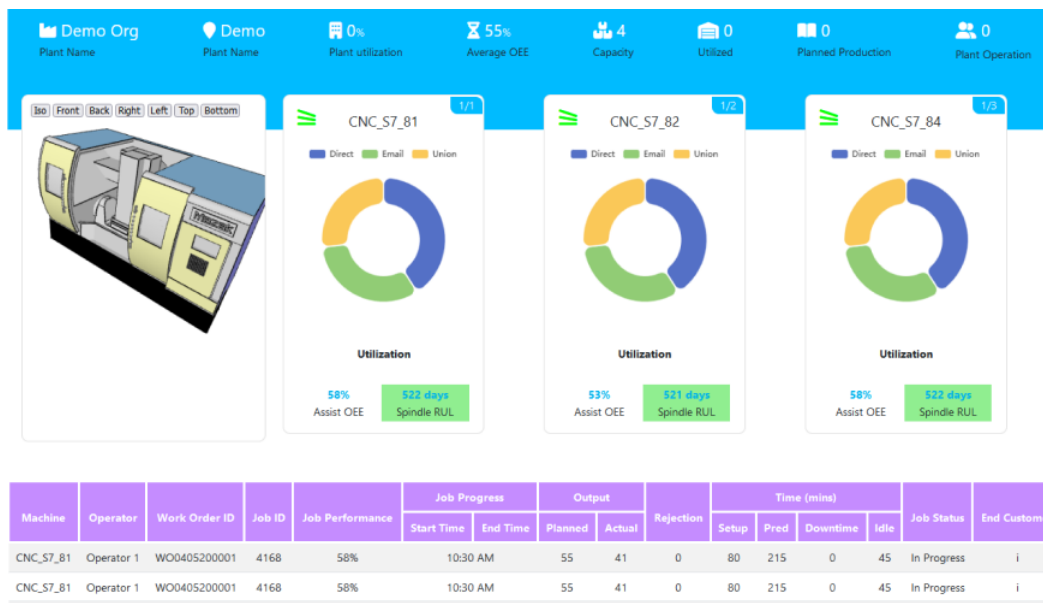 Demo Org
Plant Name
Demo
Plant Name
0%
Plant utilization
55%
Average OEE
4
Capacity
0
Utilized
0
Planned Production
0
Plant Operation
Iso Front Back Right Left Top Bottom
Mazak
1/1
CNC_S7_81
Direct Email Union
Utilization
58% 522 days
Assist OEE Spindle RUL
1/2
CNC_S7_82
Direct Email Union
Utilization
53% 521 days
Assist OEE Spindle RUL
1/3
CNC_S7_84
Direct Email Union
Utilization
58% 522 days
Assist OEE Spindle RUL
Machine Operator Work Order ID Job ID Job Performance Job Progress Output Rejection Time (mins) Job Status End Custome
Start Time End Time Planned Actual Setup Pred Downtime Idle
CNC_S7_81 Operator 1 WO0405200001 4168 58% 10:30 AM 55 41 0 80 215 0 45 In Progress i
CNC_S7_81 Operator 1 WO0405200001 4168 58% 10:30 AM 55 41 0 80 215 0 45 In Progress i